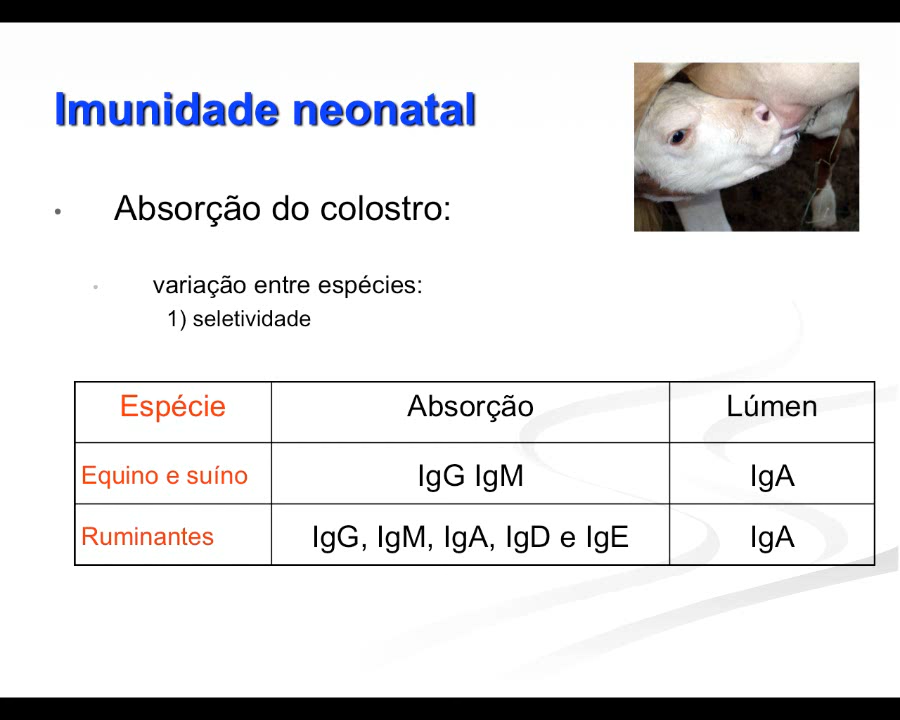 Imunidade neonatal
• Absorção do colostro:
• variação entre espécies:
1) seletividade
Espécie Absorção Lúmen
Equino e suíno IgG IgM IgA
Ruminantes IgG, IgM, IgA, IgD e IgE IgA